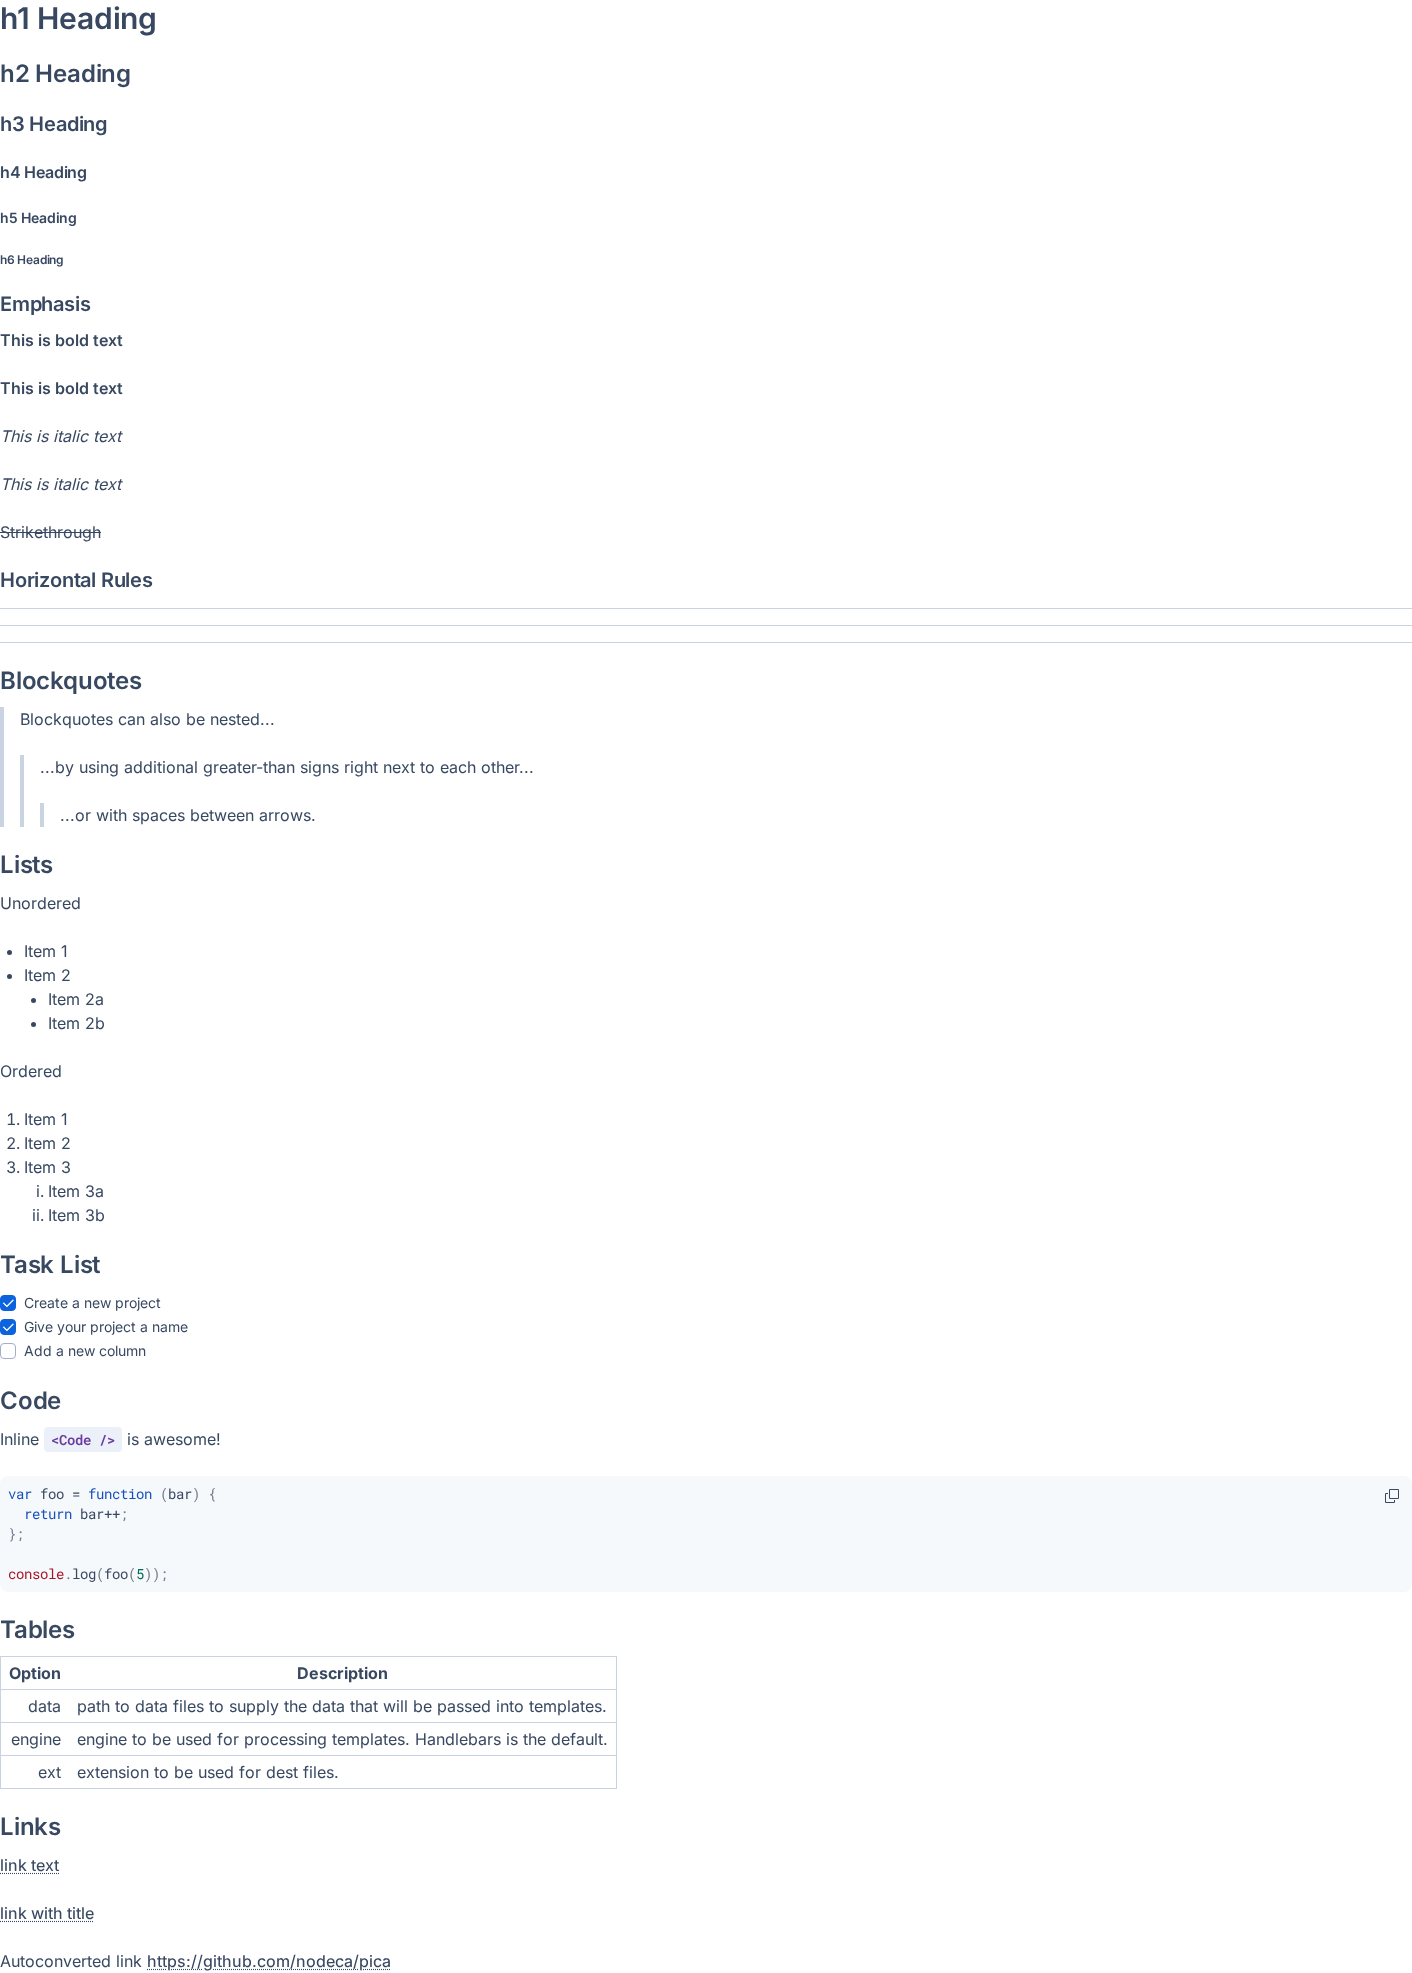 h1 Heading
h2 Heading
h3 Heading
h4 Heading
h5 Heading
h6 Heading
Emphasis
This is bold text
This is bold text
This is italic text
This is italic text
Strikethrough
Horizontal Rules
Blockquotes
Blockquotes can also be nested...
...by using additional greater-than signs right next to each other...
...or with spaces between arrows.
Lists
Unordered
• Item 1
• Item 2
• Item 2a
• Item 2b
Ordered
1. Item 1
2. Item 2
3. Item 3
i. Item 3a
ii. Item 3b
Task List
Create a new project
Give your project a name
Add a new column
Code
Inline <Code /> is awesome!
var foo = function (bar) {
  return bar++;
};
console.log(foo(5));
Tables
Option Description
data path to data files to supply the data that will be passed into templates.
engine engine to be used for processing templates. Handlebars is the default.
ext extension to be used for dest files.
Links
link text
link with title
Autoconverted link https://github.com/nodeca/pica